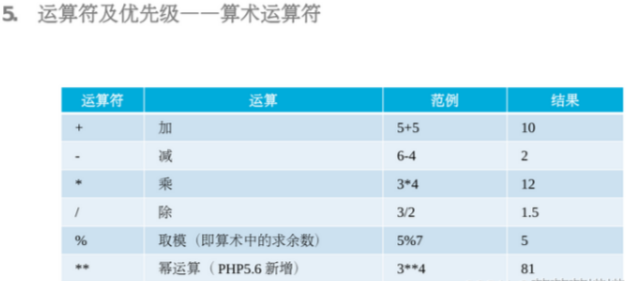 5. 运算符及优先级——算术运算符
运算符 运算 范例 结果
+ 加 5+5 10
- 减 6-4 2
* 乘 3*4 12
/ 除 3/2 1.5
% 取模（即算术中的求余数） 5%7 5
** 幂运算（PHP5.6 新增） 3**4 81